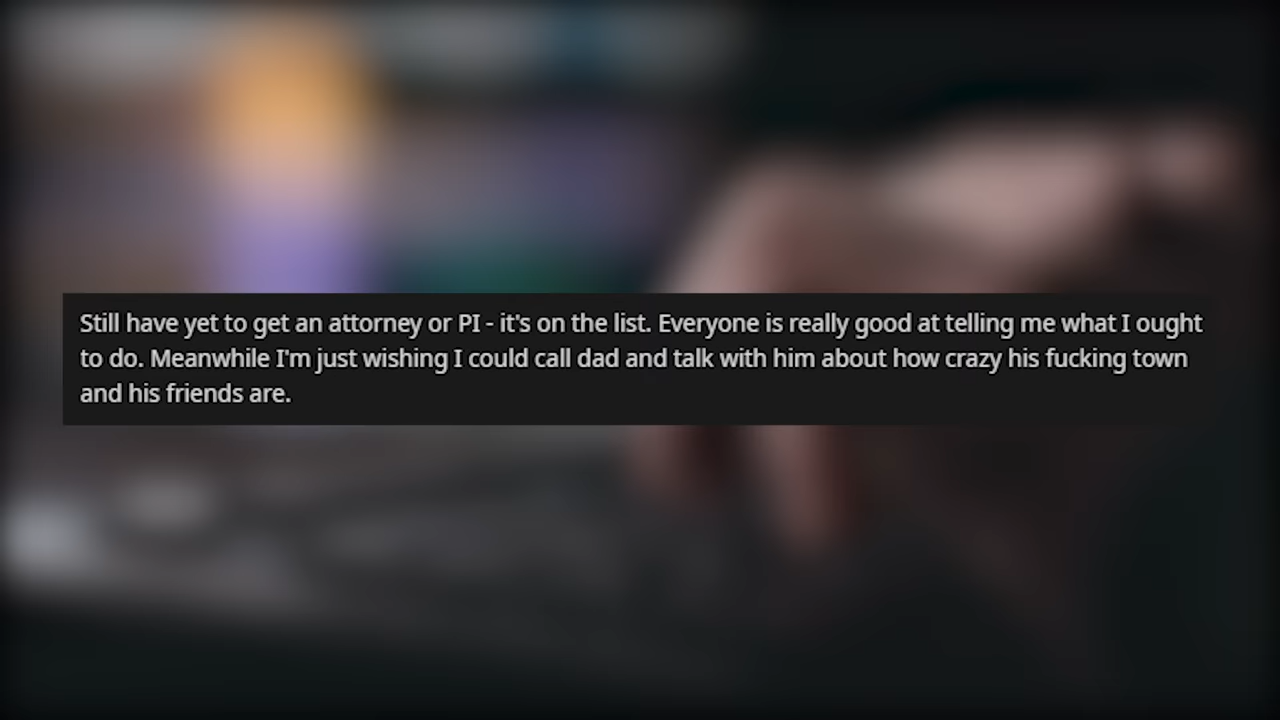 Still have yet to get an attorney or PI - it's on the list. Everyone is really good at telling me what I ought
to do. Meanwhile I'm just wishing I could call dad and talk with him about how crazy his fucking town
and his friends are.